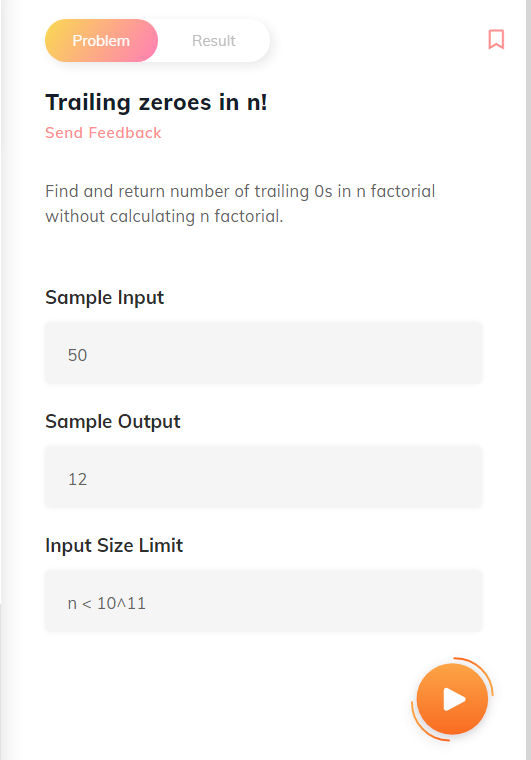 Problem
Result
Trailing zeroes in n!
Send Feedback
Find and return number of trailing 0s in n factorial
without calculating n factorial.
Sample Input
50
Sample Output
12
Input Size Limit
n < 10^11